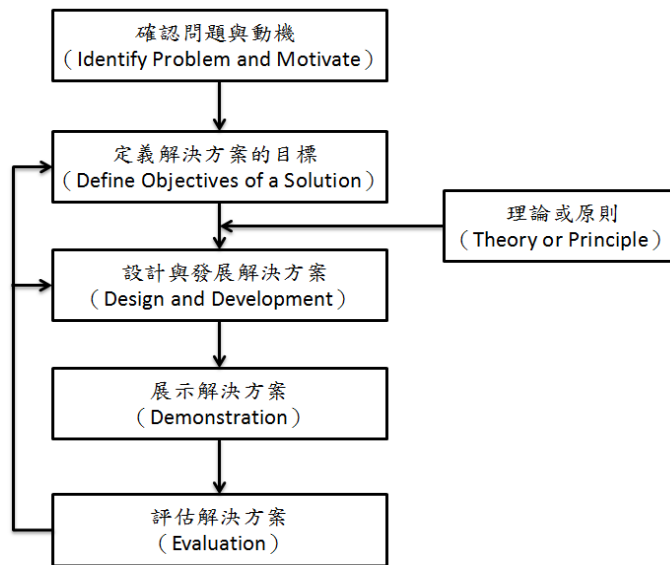 確認問題與動機
（Identify Problem and Motivate）
定義解決方案的目標
（Define Objectives of a Solution）
理論或原則
（Theory or Principle）
設計與發展解決方案
（Design and Development）
展示解決方案
（Demonstration）
評估解決方案
（Evaluation）